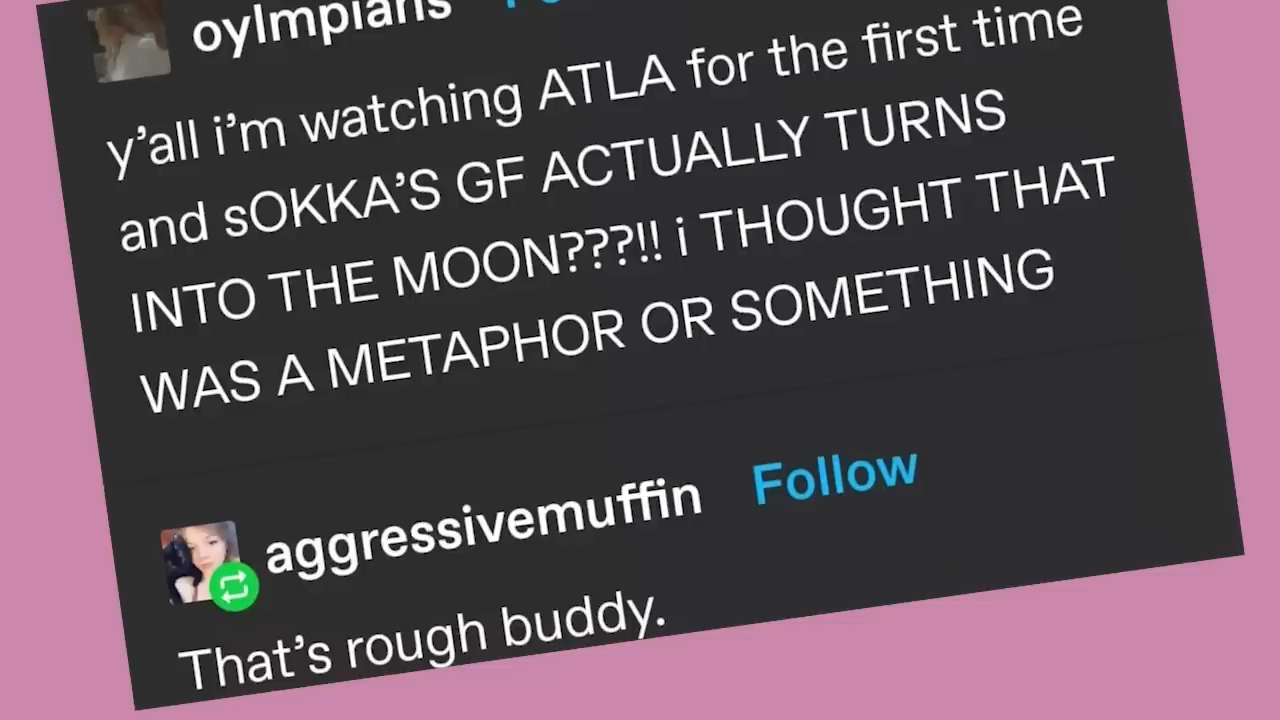 oylmpians
y'all i'm watching ATLA for the first time
and sOKKA'S GF ACTUALLY TURNS
INTO THE MOON???!! i THOUGHT THAT
WAS A METAPHOR OR SOMETHING
aggressivemuffin Follow
That's rough buddy.